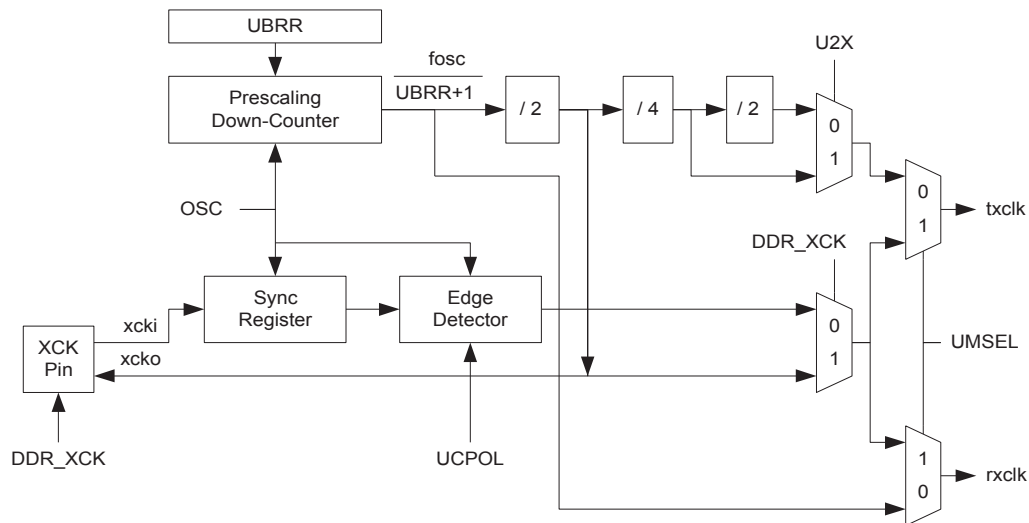 UBRR
Prescaling
Down-Counter
fosc
UBRR+1
/ 2
/ 4
/ 2
U2X
0
1
OSC
DDR_XCK
0
1
txclk
Sync
Register
Edge
Detector
0
1
UMSEL
xcki
xcko
XCK
Pin
DDR_XCK
UCPOL
1
0
rxclk